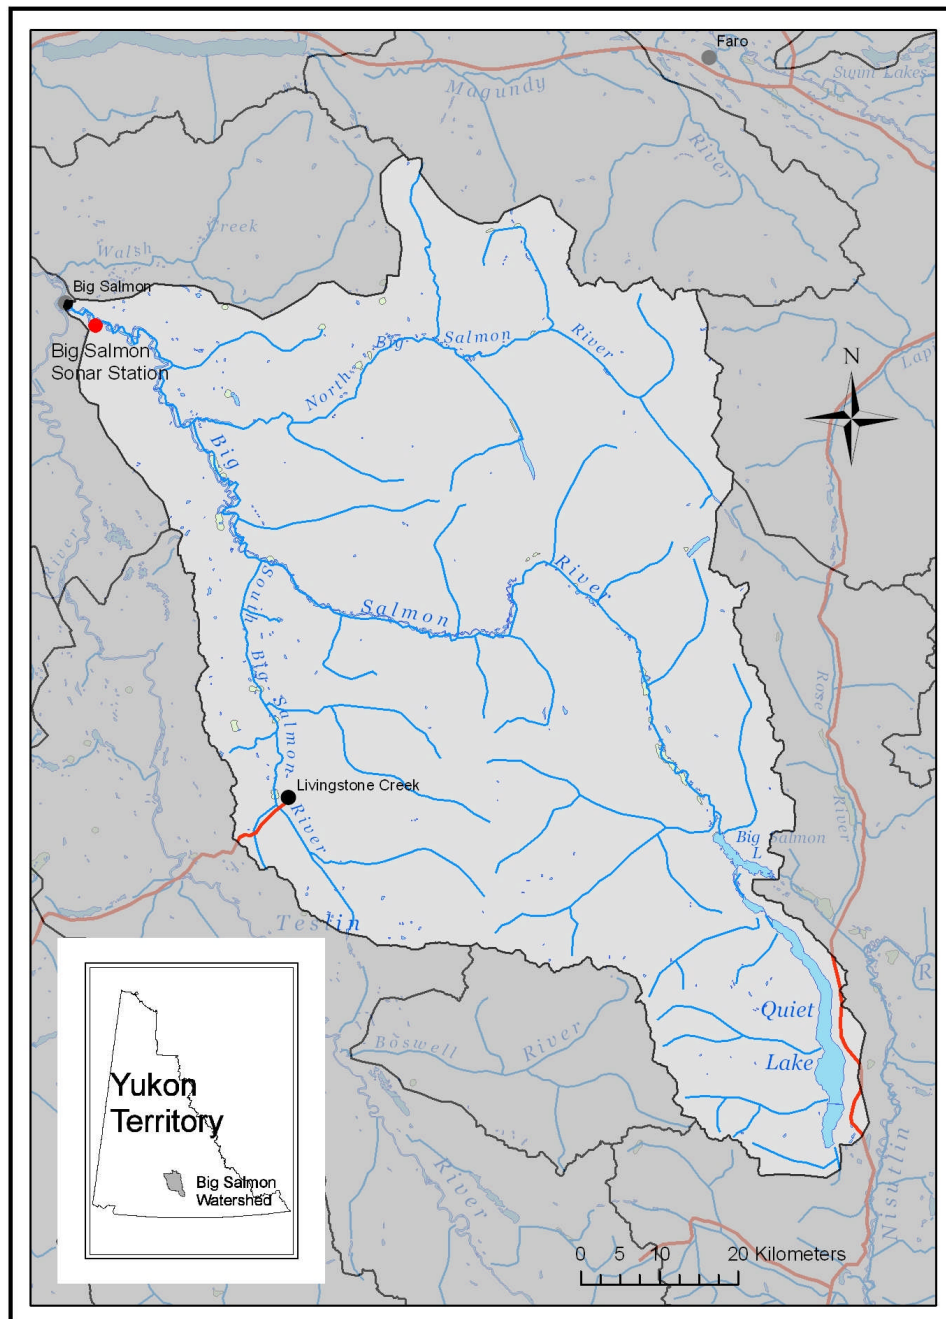 Faro
Swim Lakes
Magundy
River
Walsh
Creek
Big Salmon
Big Salmon
Sonar Station
North
Big
Salmon
River
N
Lap
Big
River
South
Salmon
River
Big
Salmon
River
Rose
River
Livingstone Creek
Big Salmon
L
Teslin
Quiet
Lake
R
Boswell
River
River
Nisutlin
Yukon
Territory
Big Salmon
Watershed
0 5 10 20 Kilometers